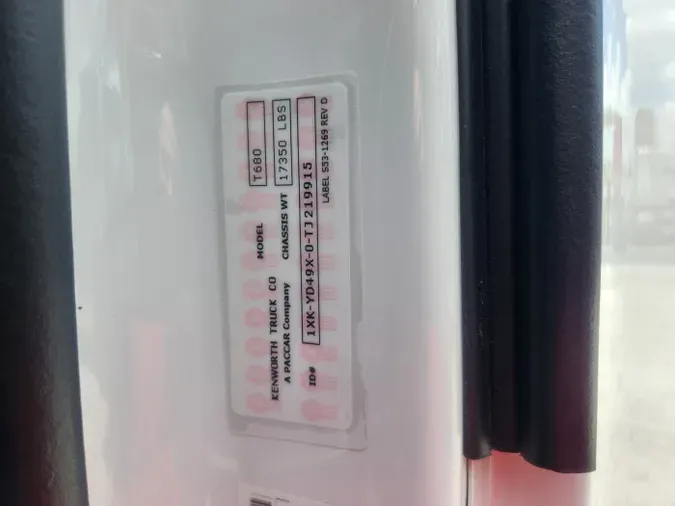 KENWORTH TRUCK CO MODEL T680
A PACCAR Company CHASSIS WT 17350 LBS
ID# 1XK-YD49X-0-TJ219915
LABEL S53-1269 REV D